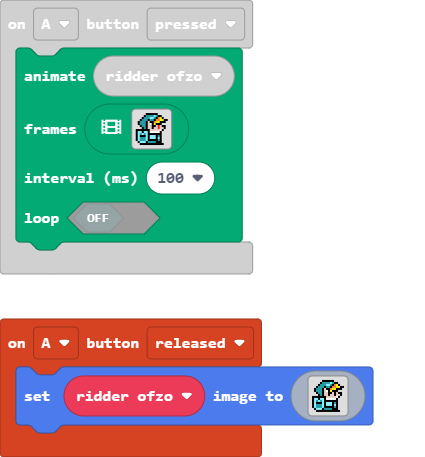 on A button pressed
animate ridder ofzo
frames
interval (ms) 100
loop OFF
on A button released
set ridder ofzo image to